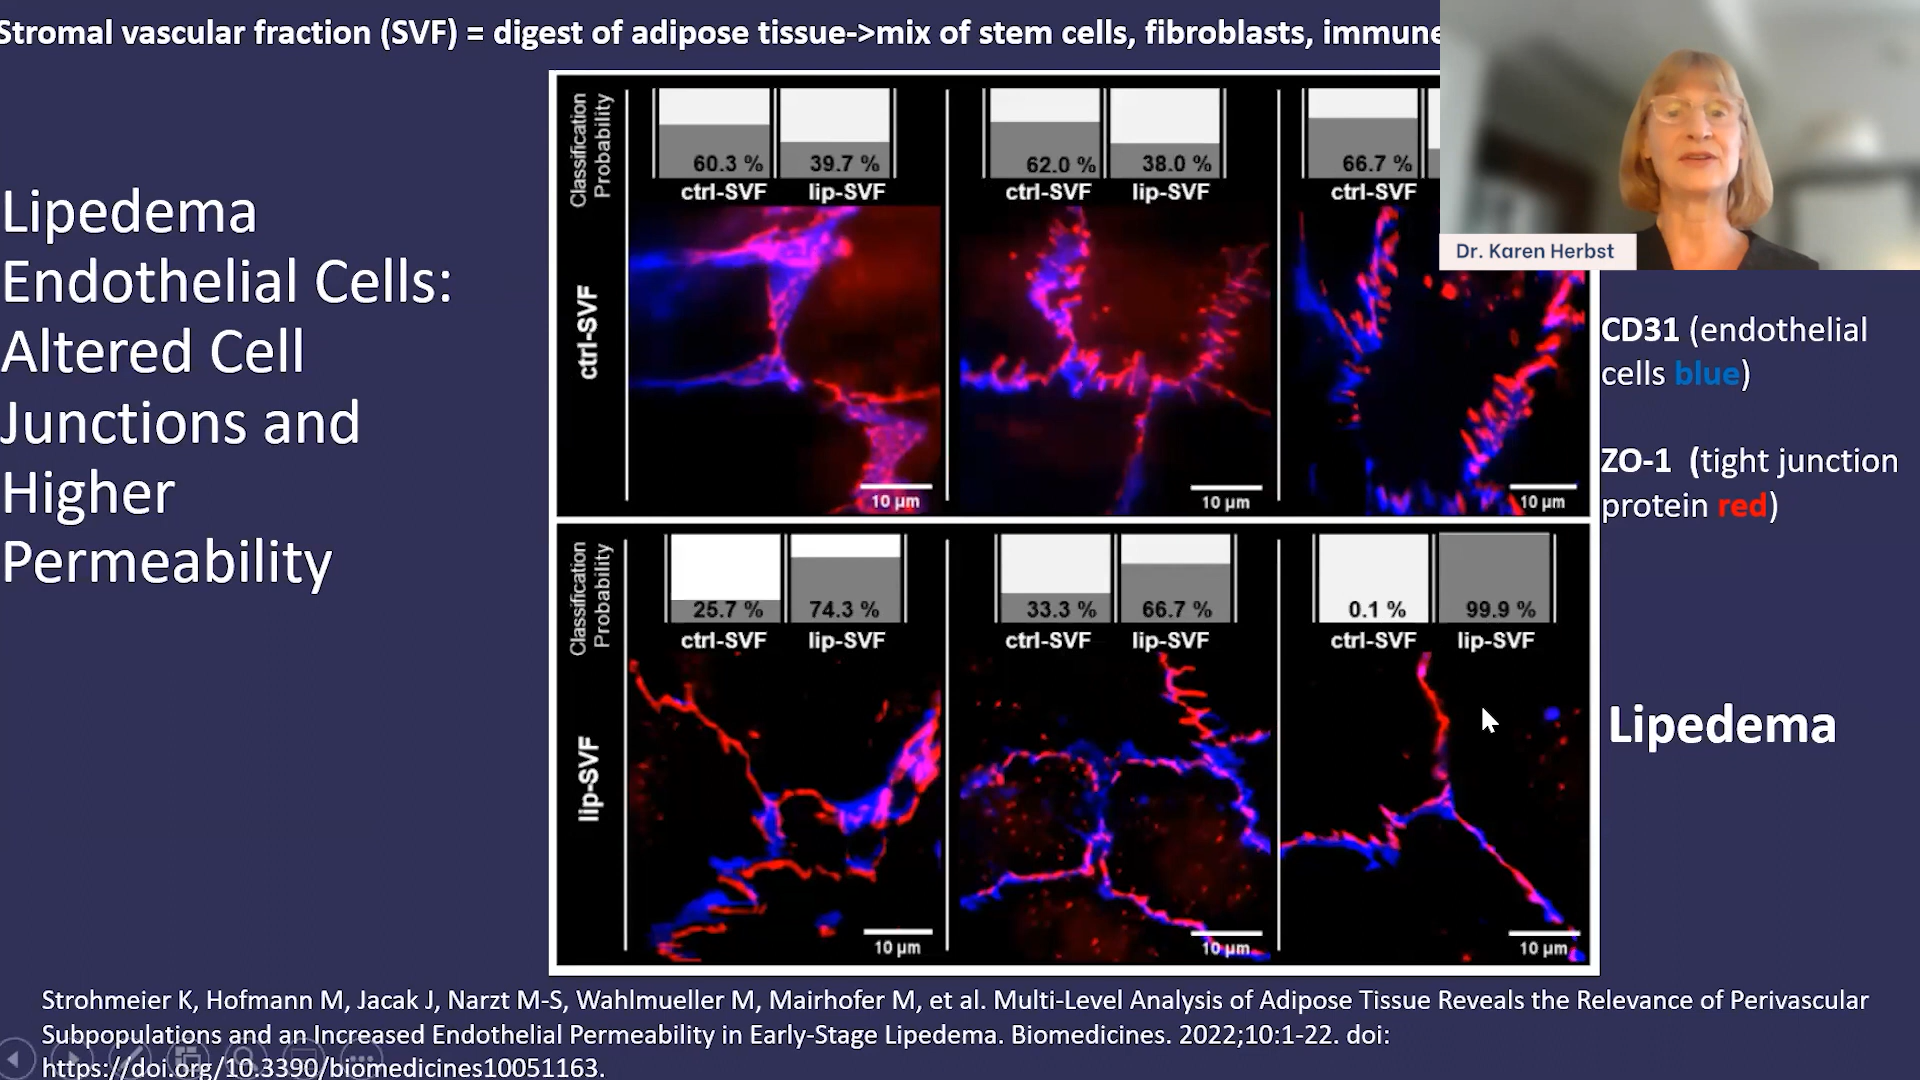 Stromal vascular fraction (SVF) = digest of adipose tissue->mix of stem cells, fibroblasts, immune
Lipedema
Endothelial Cells:
Altered Cell
Junctions and
Higher
Permeability
Classification
Probability
60.3 %
39.7 %
62.0 %
38.0 %
66.7 %
ctrl-SVF
lip-SVF
ctrl-SVF
lip-SVF
ctrl-SVF
ctrl-SVF
10 µm
10 µm
10 µm
Dr. Karen Herbst
CD31 (endothelial
cells blue)
ZO-1 (tight junction
protein red)
Classification
Probability
25.7 %
74.3 %
33.3 %
66.7 %
0.1 %
99.9 %
ctrl-SVF
lip-SVF
ctrl-SVF
lip-SVF
ctrl-SVF
lip-SVF
lip-SVF
10 µm
10 µm
10 µm
Lipedema
Strohmeier K, Hofmann M, Jacak J, Narzt M-S, Wahlmueller M, Mairhofer M, et al. Multi-Level Analysis of Adipose Tissue Reveals the Relevance of Perivascular
Subpopulations and an Increased Endothelial Permeability in Early-Stage Lipedema. Biomedicines. 2022;10:1-22. doi:
https://doi.org/10.3390/biomedicines10051163.